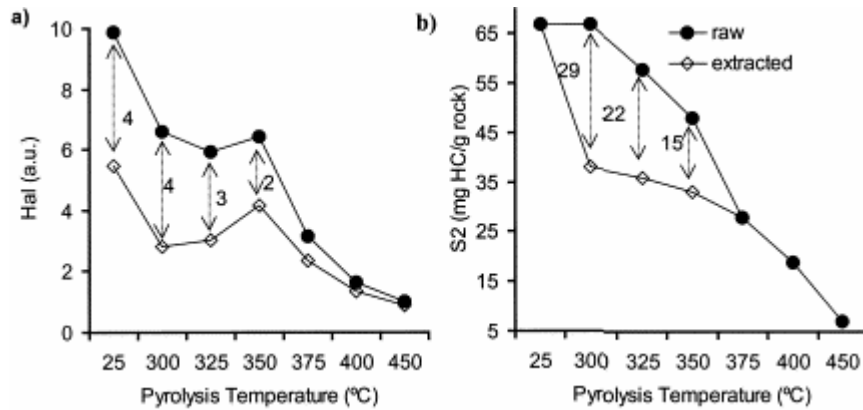 a)
10
8
6
4
2
0
Hal (a.u.)
4
4
3
2
25 300 325 350 375 400 450
Pyrolysis Temperature (ºC)
b)
65
55
45
35
25
15
5
S2 (mg HC/g rock)
raw
extracted
29
22
15
25 300 325 350 375 400 450
Pyrolysis Temperature (ºC)